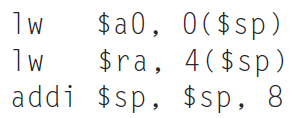 lw $a0, 0($sp)
lw $ra, 4($sp)
addi $sp, $sp, 8